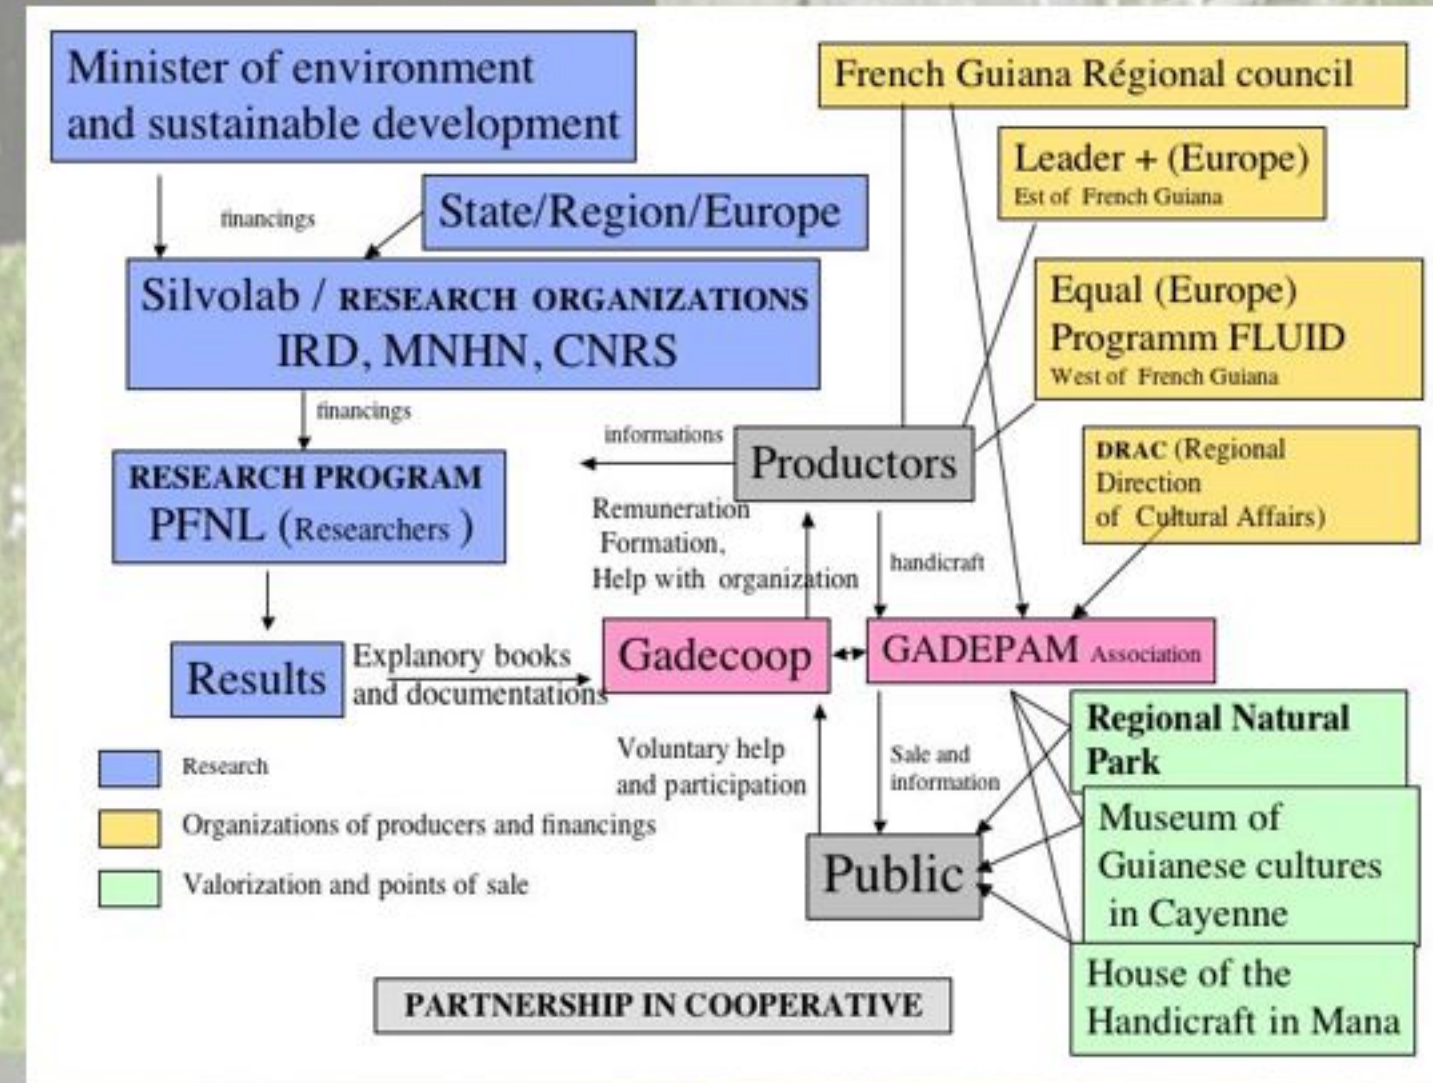 Minister of environment
and sustainable development
French Guiana Régional council
Leader + (Europe)
Est of French Guiana
financings
State/Region/Europe
Silvolab / RESEARCH ORGANIZATIONS
IRD, MNHN, CNRS
Equal (Europe)
Programm FLUID
West of French Guiana
financings
informations
Productors
DRAC (Regional
Direction
of Cultural Affairs)
RESEARCH PROGRAM
PFNL (Researchers )
Remuneration
Formation,
Help with organization
handicraft
Results
Explanory books
and documentations
Gadecoop
GADEPAM Association
Regional Natural
Park
Voluntary help
and participation
Sale and
information
Research
Organizations of producers and financings
Valorization and points of sale
Public
Museum of
Guianese cultures
in Cayenne
House of the
Handicraft in Mana
PARTNERSHIP IN COOPERATIVE